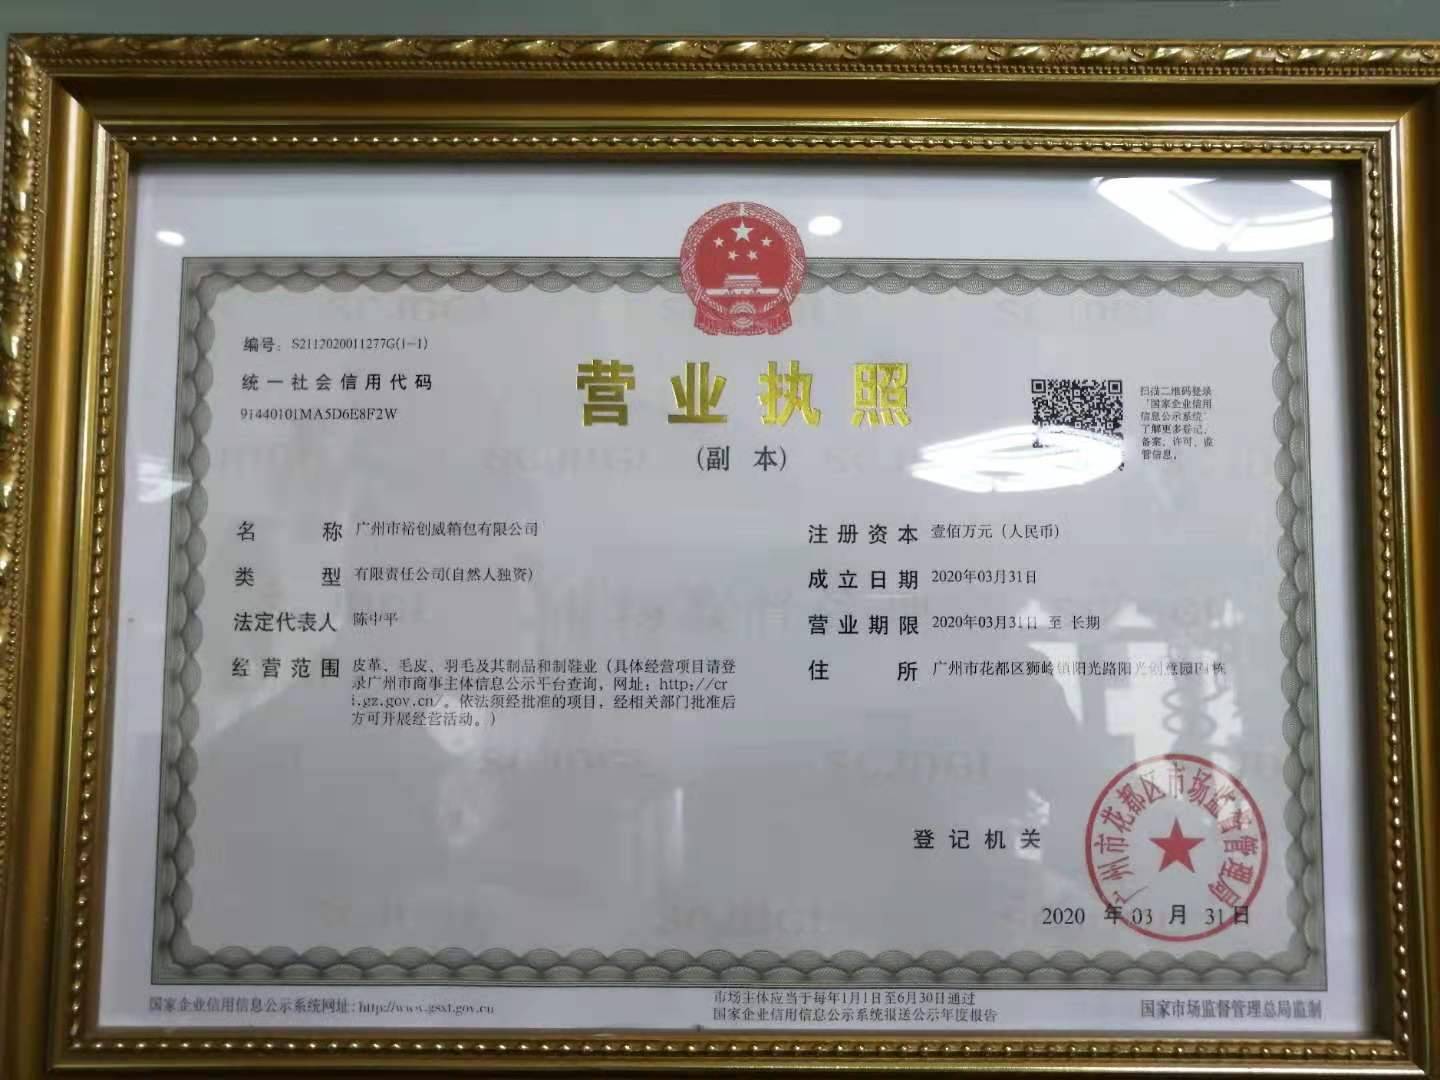 编号: S2112020011277G(1-1)
统一社会信用代码
91440101MA5D6E8F2W
营业执照
(副 本)
扫描二维码登录
"国家企业信用
信息公示系统"
了解更多登记、
备案、许可、监
管信息。
名 称 广州市裕创威箱包有限公司
类 型 有限责任公司(自然人独资)
法定代表人 陈中平
经营范围 皮革、毛皮、羽毛及其制品和制鞋业（具体经营项目请登
录广州市商事主体信息公示平台查询，网址：http://cr
i.gz.gov.cn/。依法须经批准的项目，经相关部门批准后
方可开展经营活动。）
注册资本 壹佰万元（人民币）
成立日期 2020年03月31日
营业期限 2020年03月31日 至 长期
住 所 广州市花都区狮岭镇阳光路阳光创意园 栋
登记机关
广州市花都区市场监督管理局
2020 年 03 月 31 日
国家企业信用信息公示系统网址: http://www.gsxt.gov.cn
市场主体应当于每年1月1日至6月30日通过
国家企业信用信息公示系统报送公示年度报告
国家市场监督管理总局监制